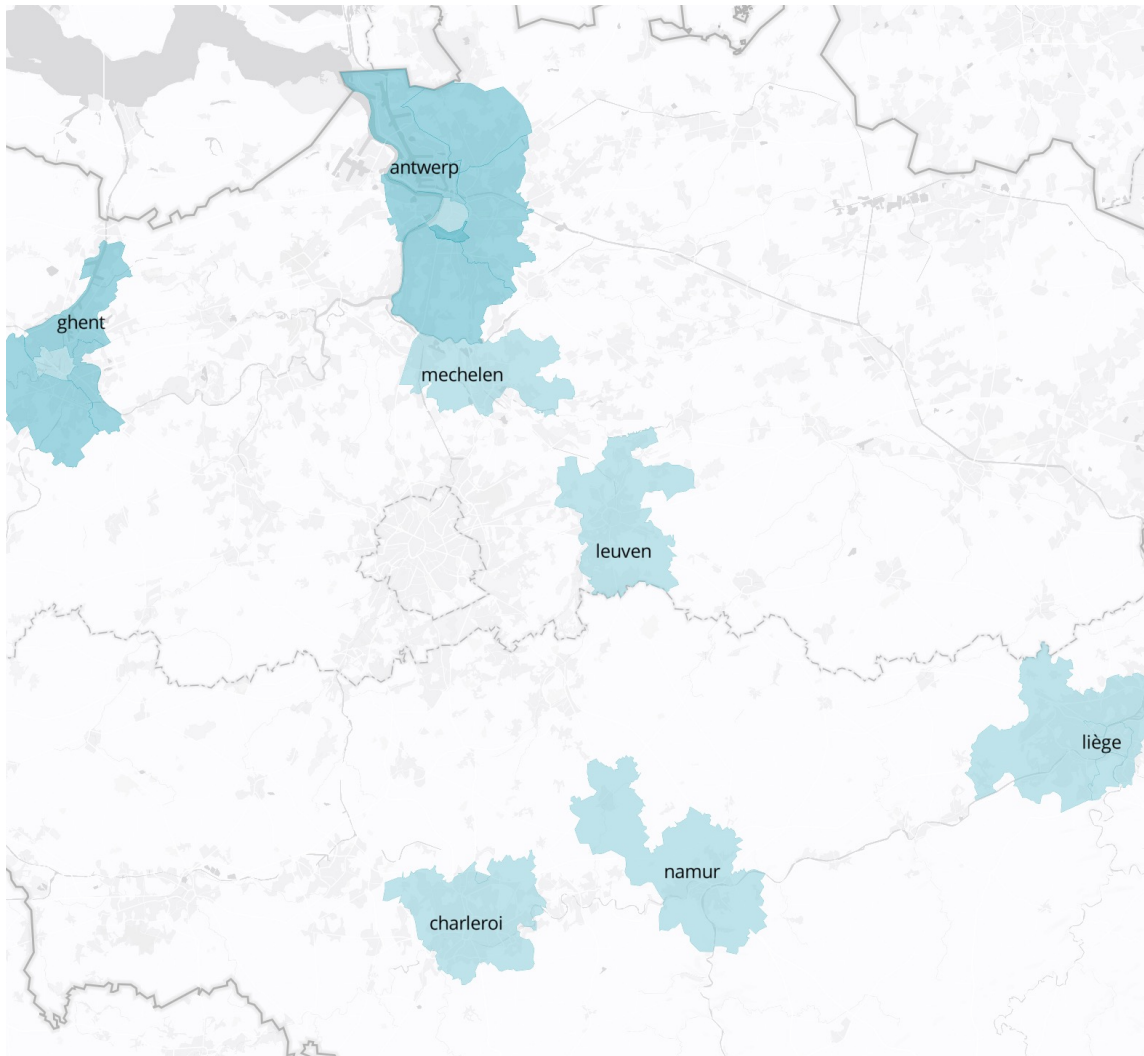 antwerp
ghent
mechelen
leuven
liège
namur
charleroi